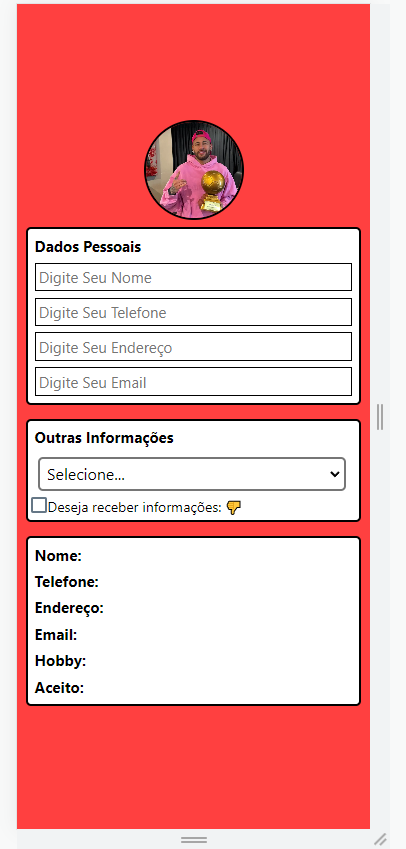 Dados Pessoais
Digite Seu Nome
Digite Seu Telefone
Digite Seu Endereço
Digite Seu Email
Outras Informações
Selecione...
Deseja receber informações: 👎
Nome:
Telefone:
Endereço:
Email:
Hobby:
Aceito: